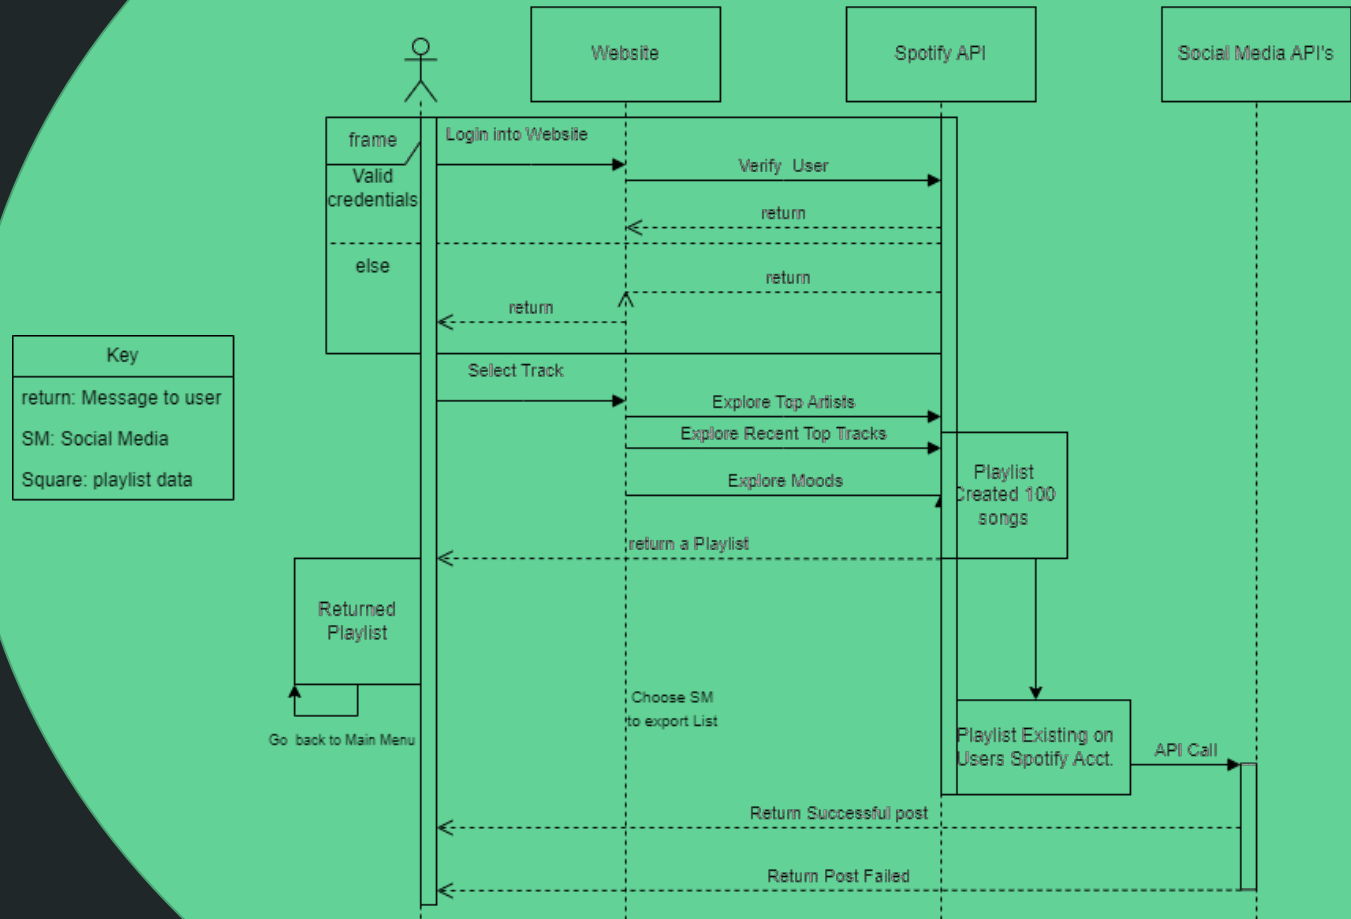 Website
Spotify API
Social Media API's
frame
Login into Website
Valid
credentials
Verify User
return
else
return
return
Key
return: Message to user
SM: Social Media
Square: playlist data
Select Track
Explore Top Artists
Explore Recent Top Tracks
Explore Moods
Playlist
Created 100
songs
return a Playlist
Returned
Playlist
Go back to Main Menu
Choose SM
to export List
Playlist Existing on
Users Spotify Acct.
API Call
Return Successful post
Return Post Failed